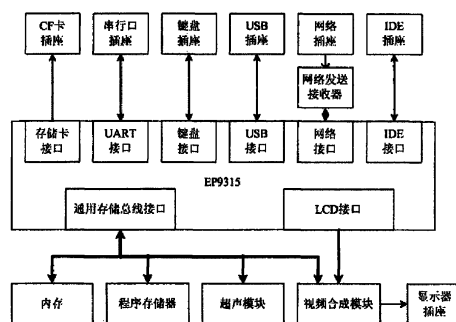 CF卡
插座
串行口
插座
键盘
插座
USB
插座
网络
插座
IDE
插座
网络发送
接收器
存储卡
接口
UART
接口
键盘
接口
USB
接口
网络
接口
IDE
接口
EP9315
通用存储总线接口
LCD接口
内存
程序存储器
超声模块
视频合成模块
显示器
插座